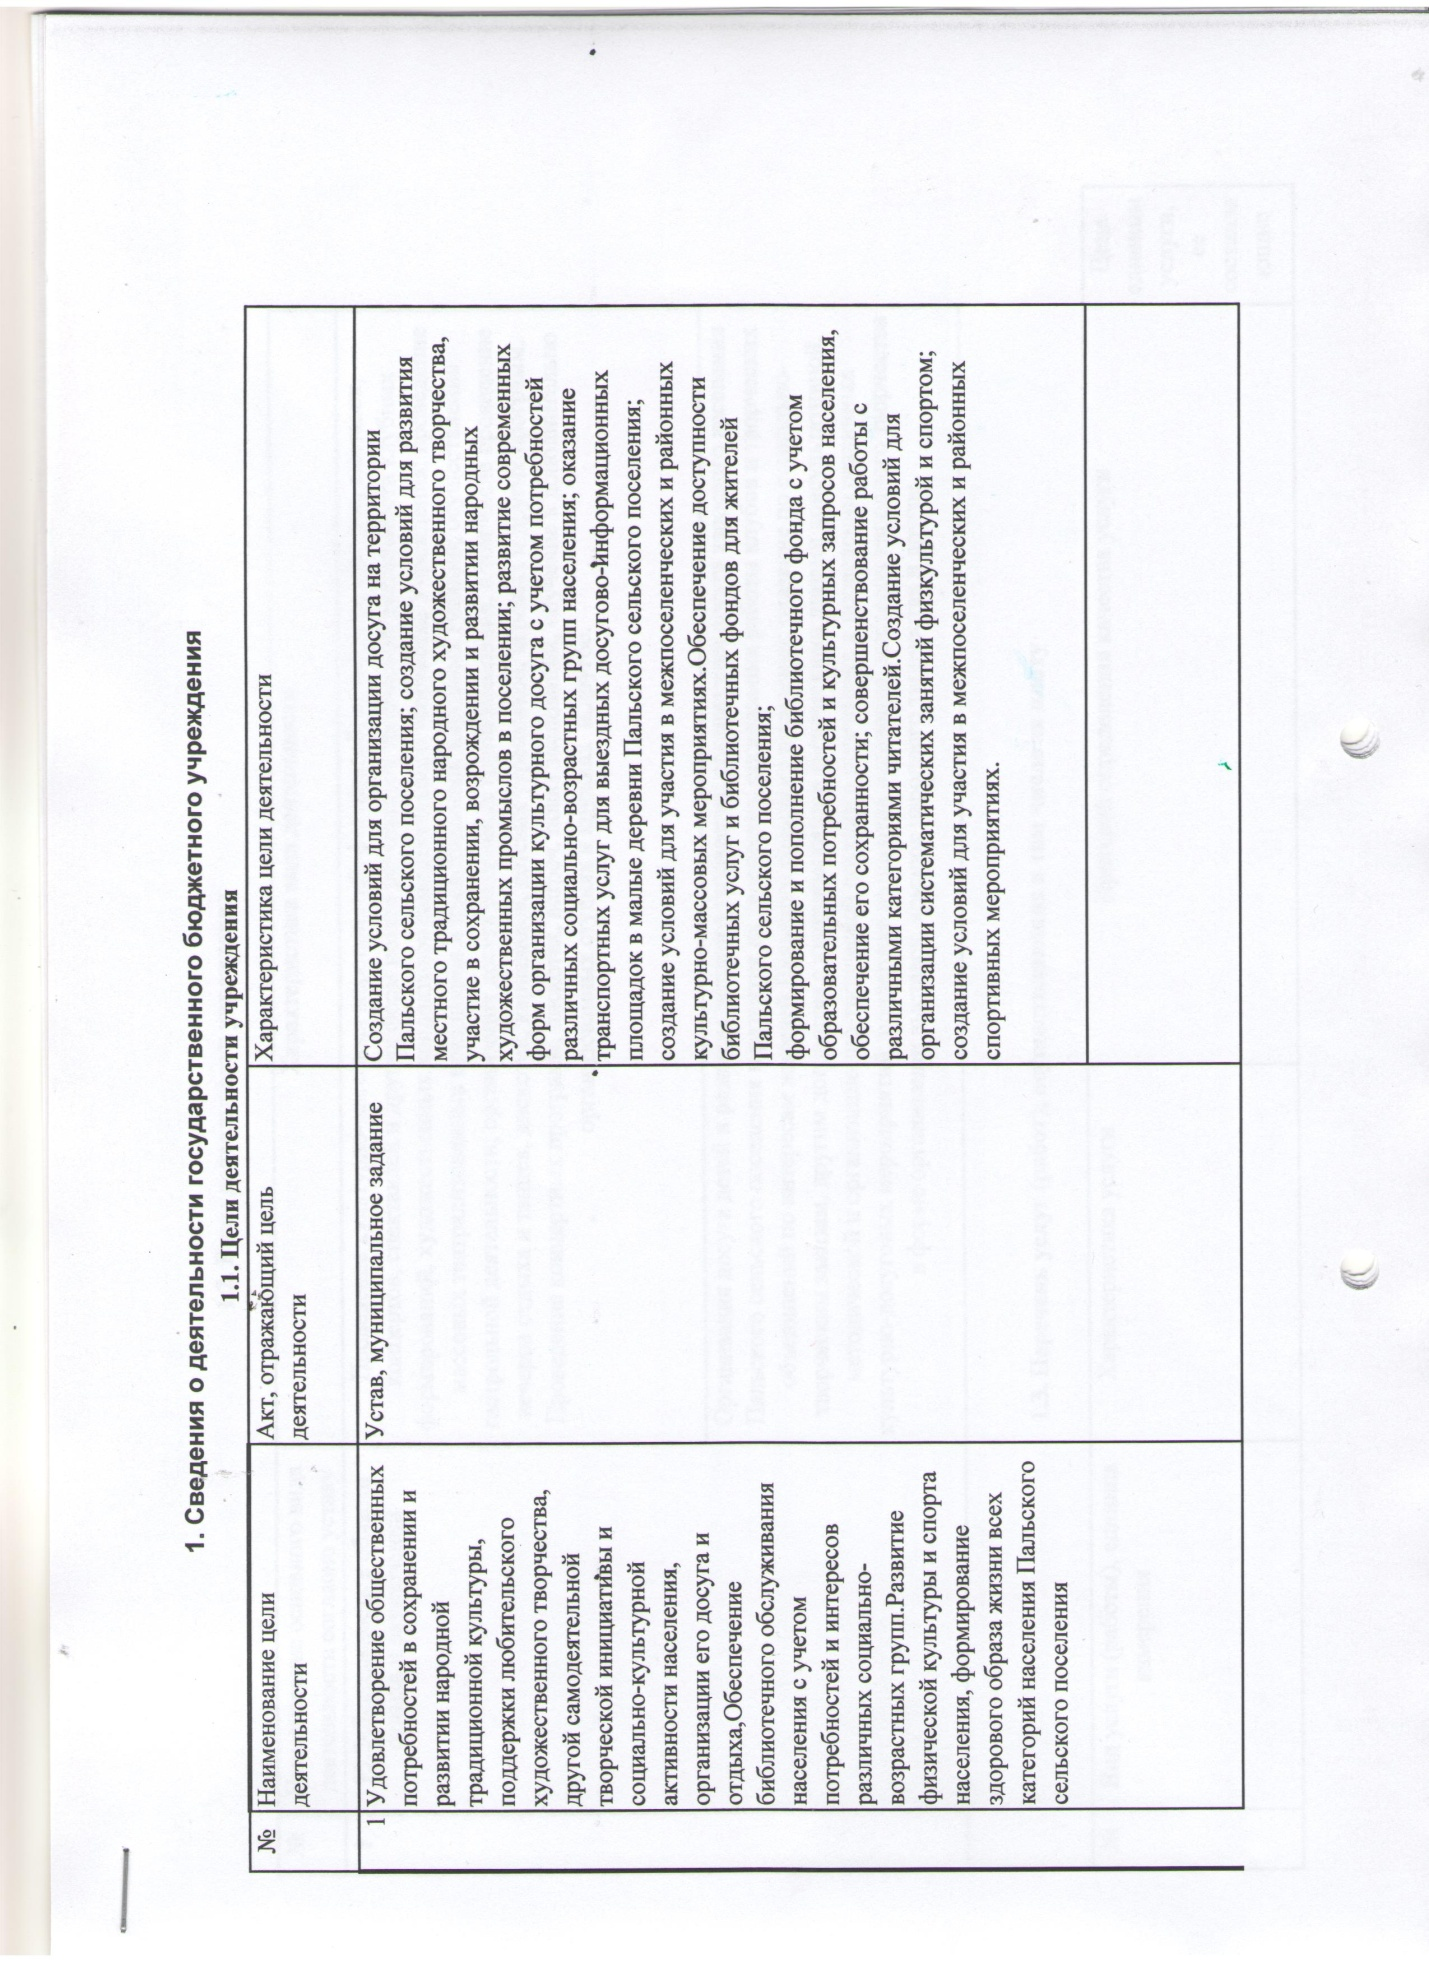 1. Сведения о деятельности государственного бюджетного учреждения
1.1. Цели деятельности учреждения
№
Наименование цели
деятельности
Акт, отражающий цель
деятельности
Характеристика цели деятельности
1
Удовлетворение общественных
потребностей в сохранении и
развитии народной
традиционной культуры,
поддержки любительского
художественного творчества,
другой самодеятельной
творческой инициативы и
социально-культурной
активности населения,
организации его досуга и
отдыха,Обеспечение
библиотечного обслуживания
населения с учетом
потребностей и интересов
различных социально-
возрастных групп.Развитие
физической культуры и спорта
населения, формирование
здорового образа жизни всех
категорий населения Пальского
сельского поселения
Устав, муниципальное задание
Создание условий для организации досуга на территории
Пальского сельского поселения; создание условий для развития
местного традиционного народного художественного творчества,
участие в сохранении, возрождении и развитии народных
художественных промыслов в поселении; развитие современных
форм организации культурного досуга с учетом потребностей
различных социально-возрастных групп населения; оказание
транспортных услуг для выездных досугово-информационных
площадок в малые деревни Пальского сельского поселения;
создание условий для участия в межпоселенческих и районных
культурно-массовых мероприятиях.Обеспечение доступности
библиотечных услуг и библиотечных фондов для жителей
Пальского сельского поселения;
формирование и пополнение библиотечного фонда с учетом
образовательных потребностей и культурных запросов населения,
обеспечение его сохранности; совершенствование работы с
различными категориями читателей.Создание условий для
организации систематических занятий физкультурой и спортом;
создание условий для участия в межпоселенческих и районных
спортивных мероприятиях.